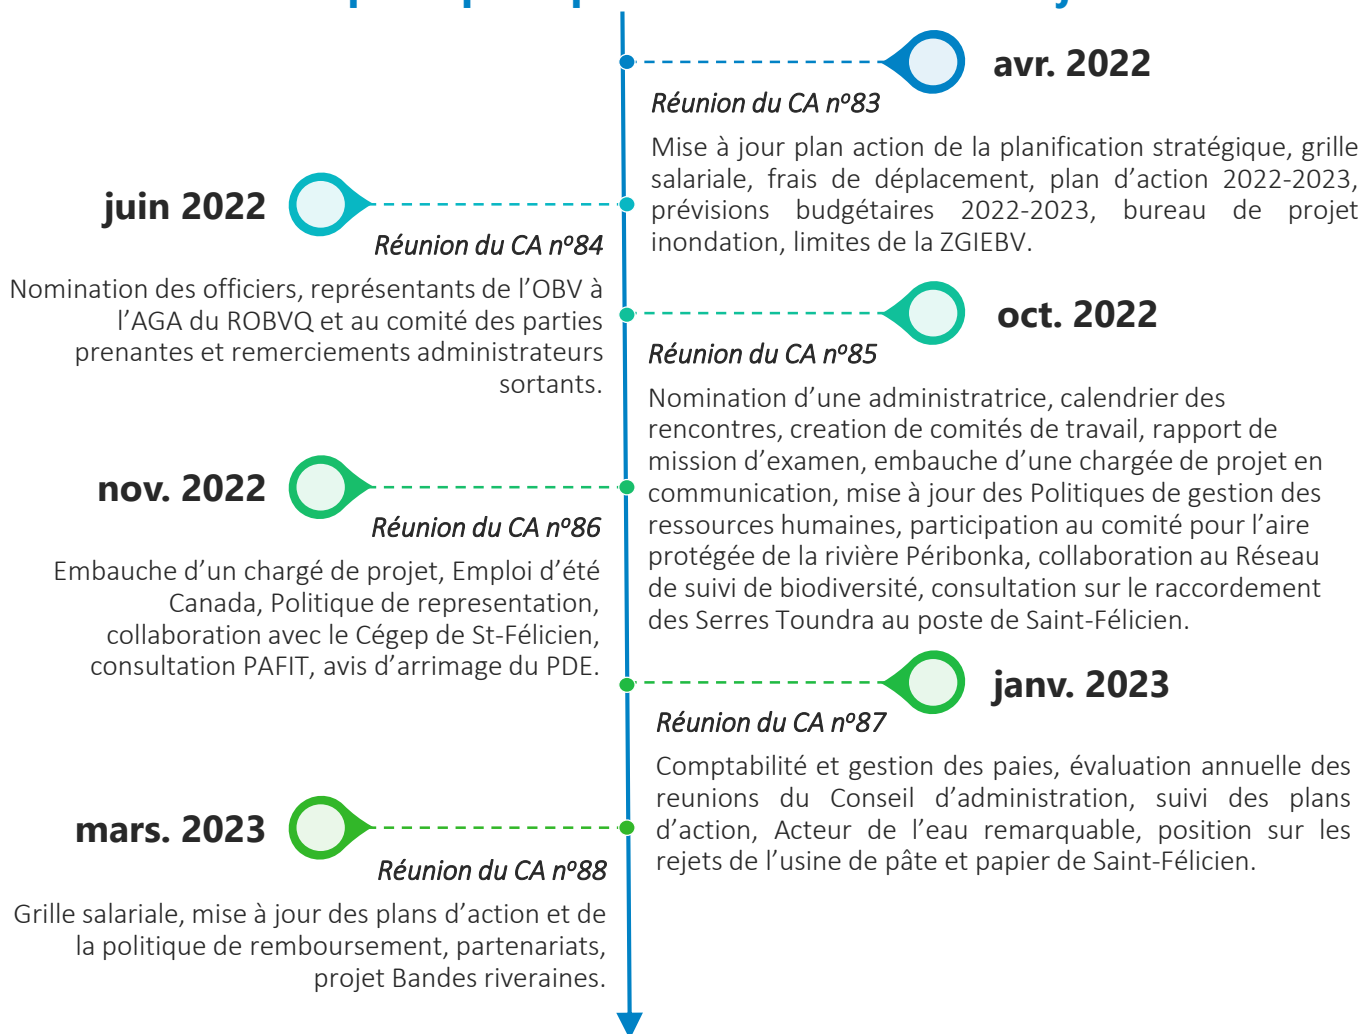 avr. 2022
Réunion du CA nº83
Mise à jour plan action de la planification stratégique, grille
salariale, frais de déplacement, plan d’action 2022-2023,
prévisions budgétaires 2022-2023, bureau de projet
inondation, limites de la ZGIEBV.
juin 2022
Réunion du CA nº84
Nomination des officiers, représentants de l’OBV à
l’AGA du ROBVQ et au comité des parties
prenantes et remerciements administrateurs
sortants.
oct. 2022
Réunion du CA nº85
Nomination d’une administratrice, calendrier des
rencontres, creation de comités de travail, rapport de
mission d’examen, embauche d’une chargée de projet en
communication, mise à jour des Politiques de gestion des
ressources humaines, participation au comité pour l’aire
protégée de la rivière Péribonka, collaboration au Réseau
de suivi de biodiversité, consultation sur le raccordement
des Serres Toundra au poste de Saint-Félicien.
nov. 2022
Réunion du CA nº86
Embauche d’un chargé de projet, Emploi d’été
Canada, Politique de representation,
collaboration avec le Cégep de St-Félicien,
consultation PAFIT, avis d’arrimage du PDE.
janv. 2023
Réunion du CA nº87
Comptabilité et gestion des paies, évaluation annuelle des
reunions du Conseil d’administration, suivi des plans
d’action, Acteur de l’eau remarquable, position sur les
rejets de l’usine de pâte et papier de Saint-Félicien.
mars. 2023
Réunion du CA nº88
Grille salariale, mise à jour des plans d’action et de
la politique de remboursement, partenariats,
projet Bandes riveraines.